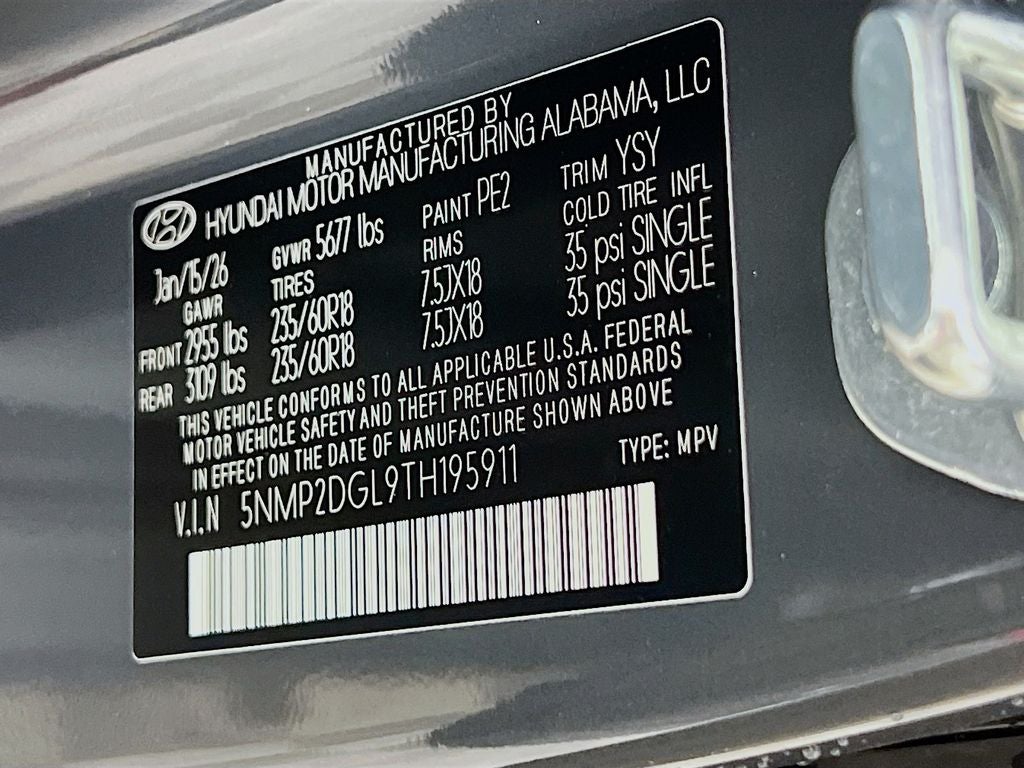 MANUFACTURED BY
HYUNDAI MOTOR MANUFACTURING ALABAMA, LLC
Jan/15/26 GVWR 5677 lbs PAINT PE2 TRIM YSY
GAWR TIRES RIMS COLD TIRE INFL
FRONT 2955 lbs 235/60R18 7.5JX18 35 psi SINGLE
REAR 3109 lbs 235/60R18 7.5JX18 35 psi SINGLE
THIS VEHICLE CONFORMS TO ALL APPLICABLE U.S.A. FEDERAL
MOTOR VEHICLE SAFETY AND THEFT PREVENTION STANDARDS
IN EFFECT ON THE DATE OF MANUFACTURE SHOWN ABOVE
V.I.N 5NMP2DGL9TH195911 TYPE: MPV